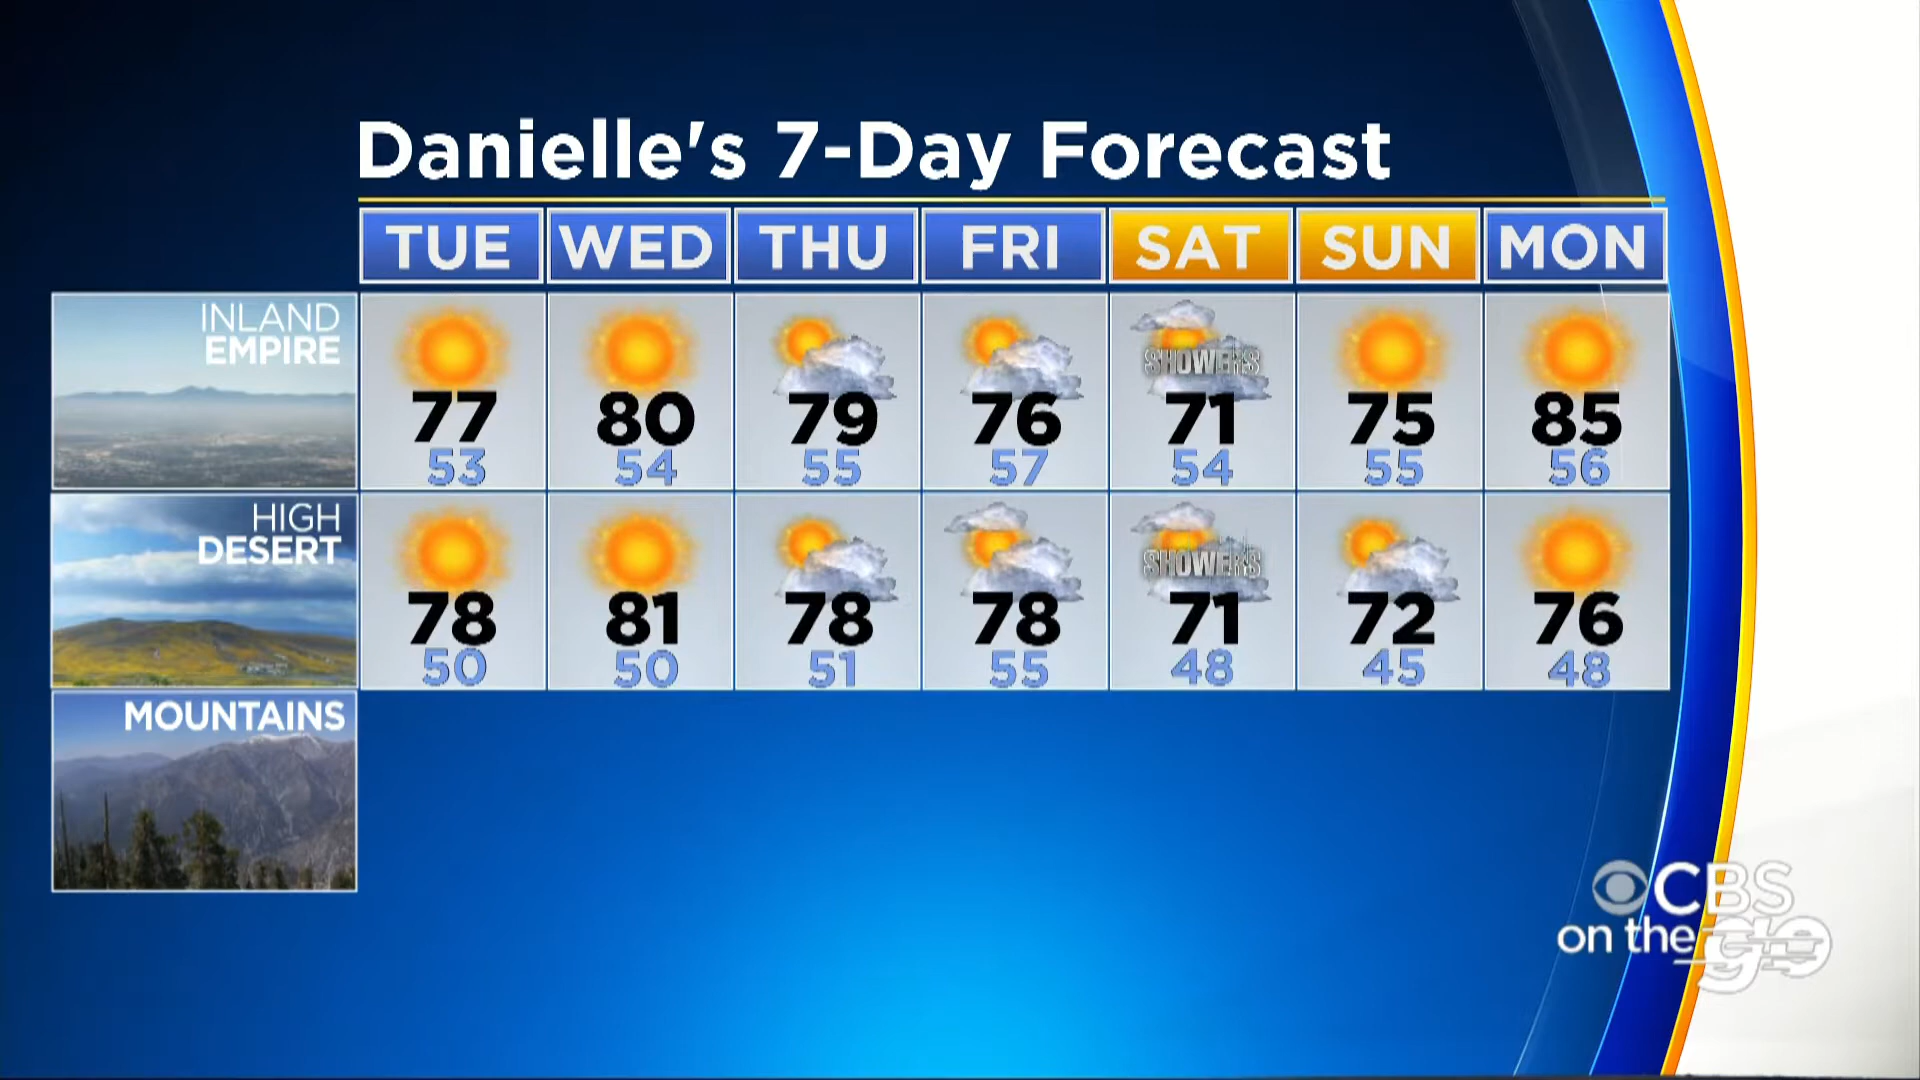 Danielle's 7-Day Forecast
TUE WED THU FRI SAT SUN MON
INLAND
EMPIRE
SHOWERS
77 80 79 76 71 75 85
53 54 55 57 54 55 56
HIGH
DESERT
SHOWERS
78 81 78 78 71 72 76
50 50 51 55 48 45 48
MOUNTAINS
CBS
on the go